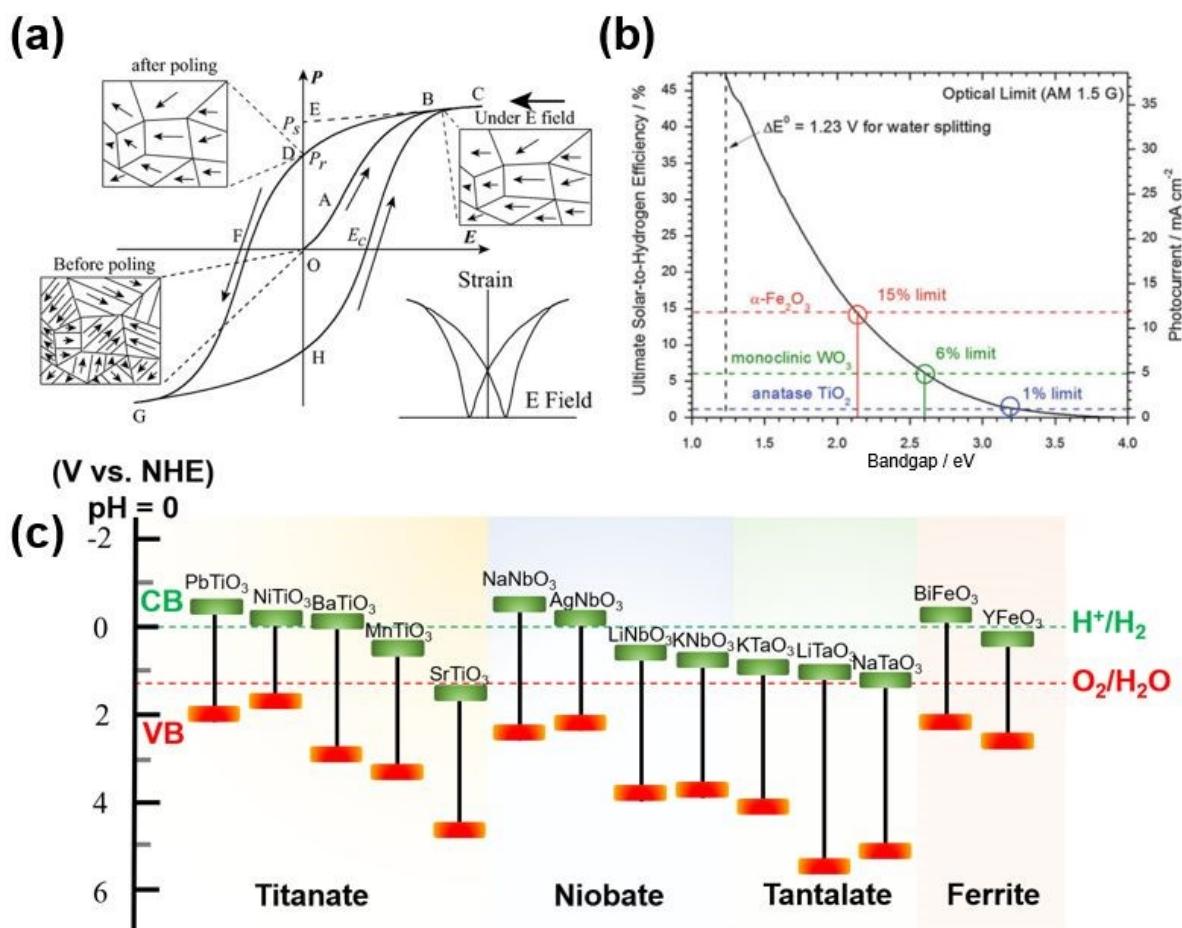 (a)
after poling
P
E
B
C
P_s
Under E field
D
P_r
A
F
E_C
E
Before poling
O
Strain
H
E Field
G
(b)
Ultimate Solar-to-Hydrogen Efficiency / %
45
40
35
30
25
20
15
10
5
0
Optical Limit (AM 1.5 G)
ΔE⁰ = 1.23 V for water splitting
α-Fe₂O₃
15% limit
monoclinic WO₃
6% limit
anatase TiO₂
1% limit
35
30
25
20
15
10
5
0
Photocurrent / mA cm⁻²
1.0 1.5 2.0 2.5 3.0 3.5 4.0
Bandgap / eV
(V vs. NHE)
pH = 0
(c)
-2
0
2
4
6
CB
VB
PbTiO₃
NiTiO₃
BaTiO₃
MnTiO₃
SrTiO₃
NaNbO₃
AgNbO₃
LiNbO₃
KNbO₃
KTaO₃
LiTaO₃
NaTaO₃
BiFeO₃
YFeO₃
H⁺/H₂
O₂/H₂O
Titanate
Niobate
Tantalate
Ferrite